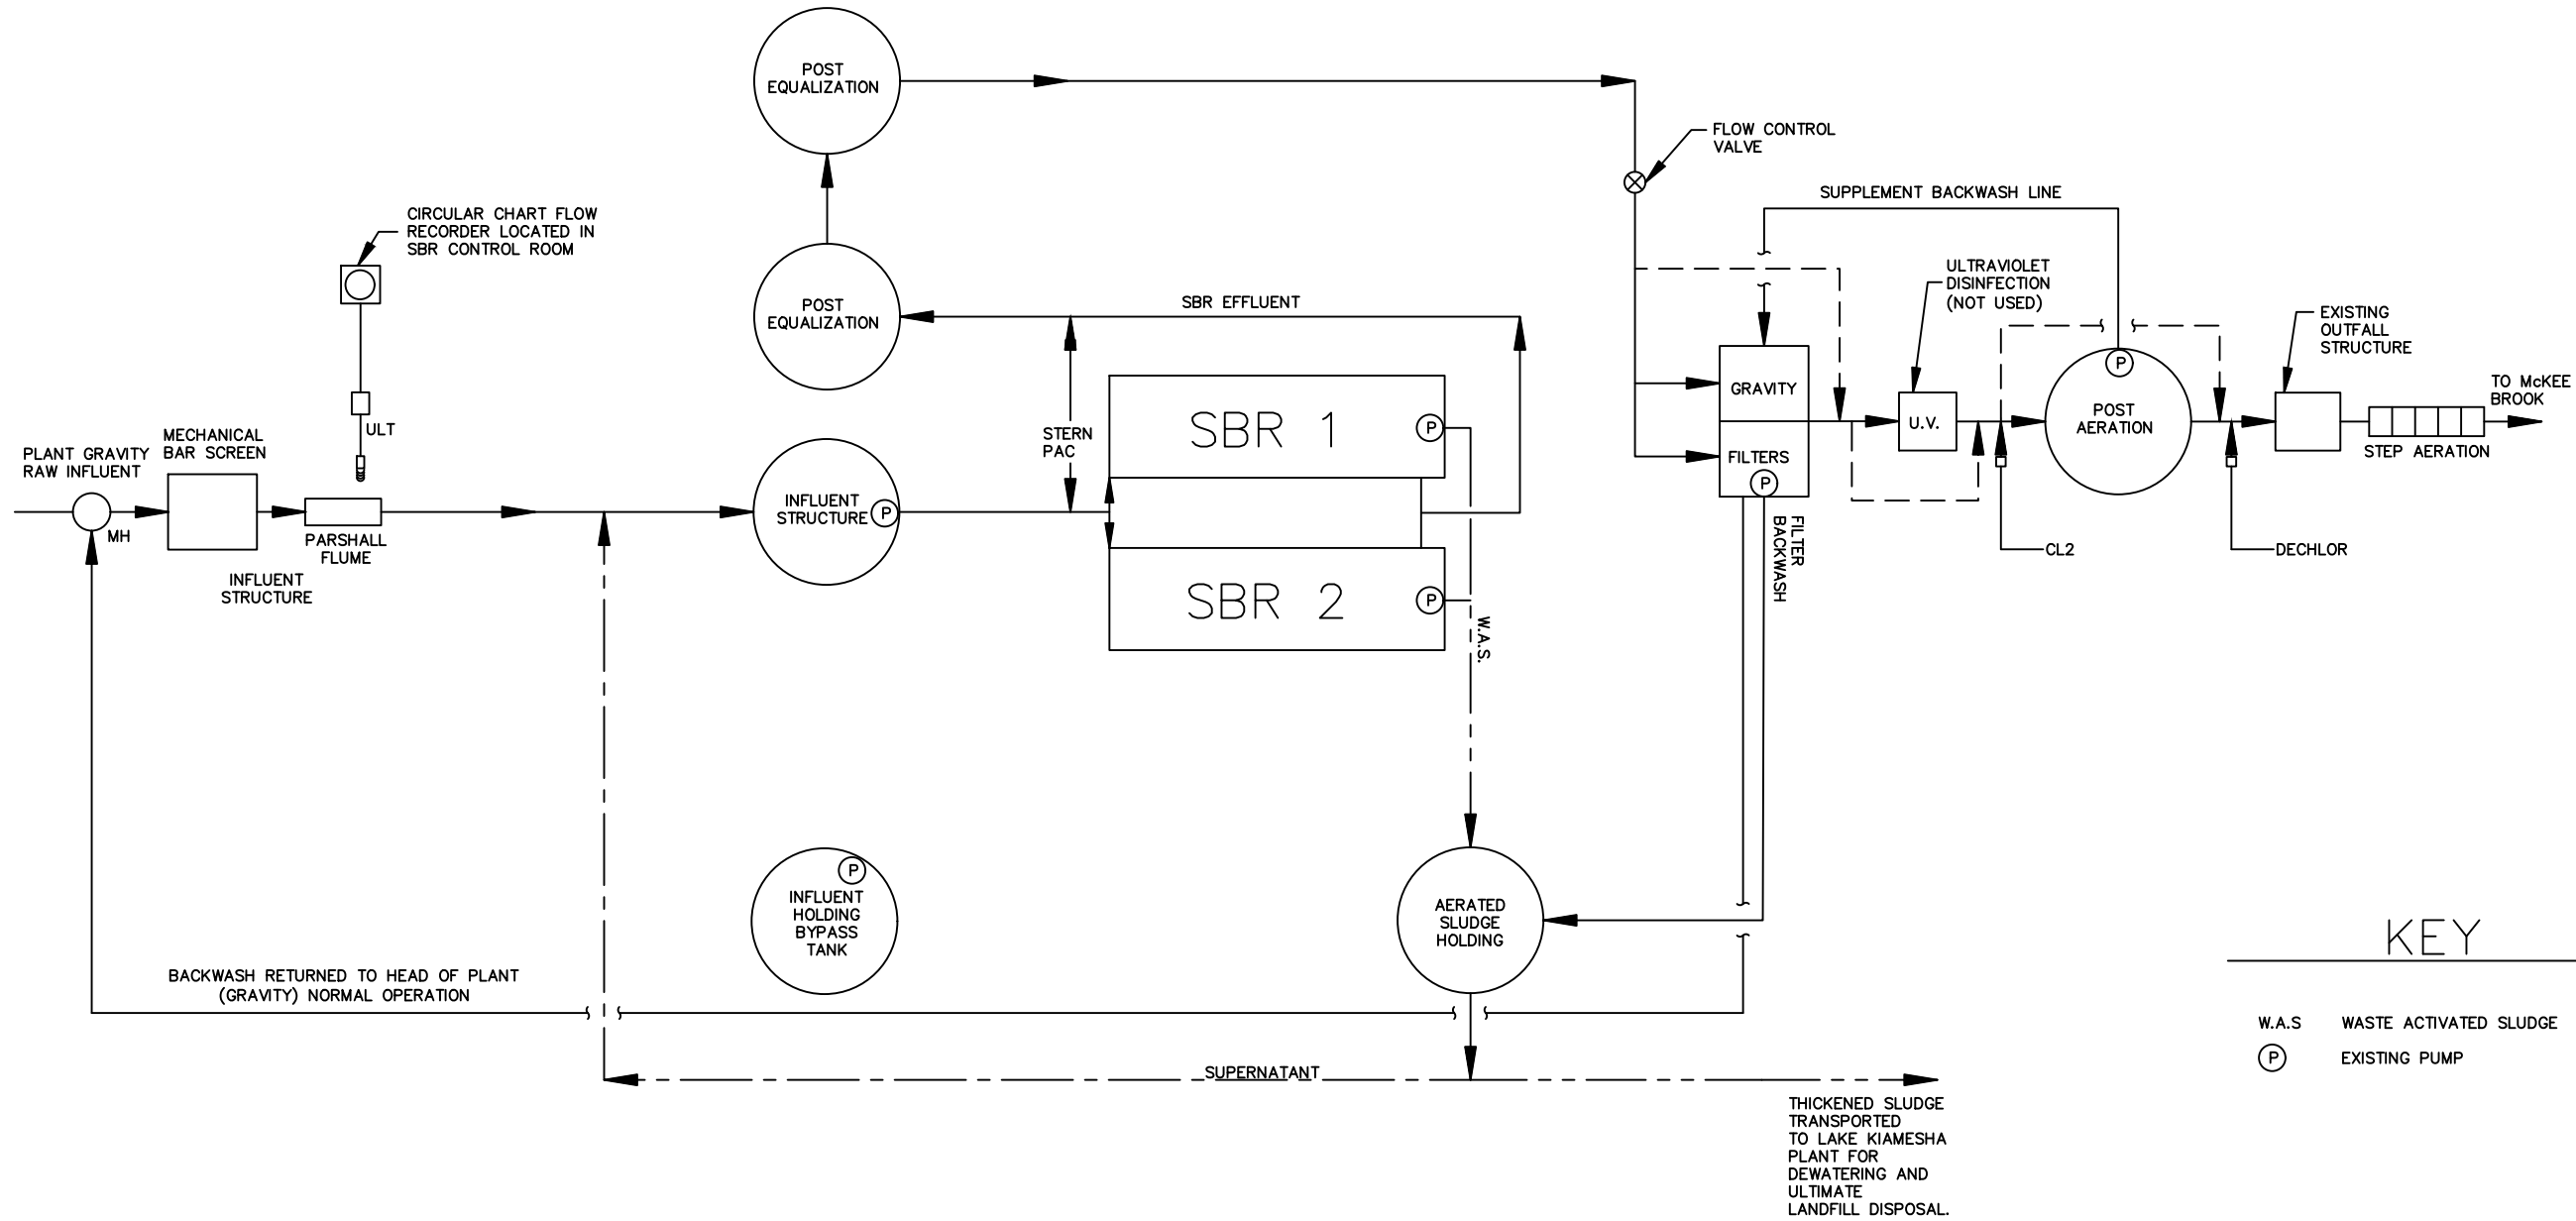 POST
EQUALIZATION
FLOW CONTROL
VALVE
SUPPLEMENT BACKWASH LINE
CIRCULAR CHART FLOW
RECORDER LOCATED IN
SBR CONTROL ROOM
POST
EQUALIZATION
SBR EFFLUENT
ULTRAVIOLET
DISINFECTION
(NOT USED)
EXISTING
OUTFALL
STRUCTURE
TO McKEE
BROOK
GRAVITY
FILTERS
P
U.V.
P
POST
AERATION
STEP AERATION
ULT
MECHANICAL
BAR SCREEN
PLANT GRAVITY
RAW INFLUENT
MH
PARSHALL
FLUME
INFLUENT
STRUCTURE
INFLUENT
STRUCTURE
P
STERN
PAC
SBR 1
P
SBR 2
P
W.A.S.
FILTER
BACKWASH
CL2
DECHLOR
P
INFLUENT
HOLDING
BYPASS
TANK
AERATED
SLUDGE
HOLDING
BACKWASH RETURNED TO HEAD OF PLANT
(GRAVITY) NORMAL OPERATION
SUPERNATANT
THICKENED SLUDGE
TRANSPORTED
TO LAKE KIAMESHA
PLANT FOR
DEWATERING AND
ULTIMATE
LANDFILL DISPOSAL.
KEY
W.A.S WASTE ACTIVATED SLUDGE
P EXISTING PUMP